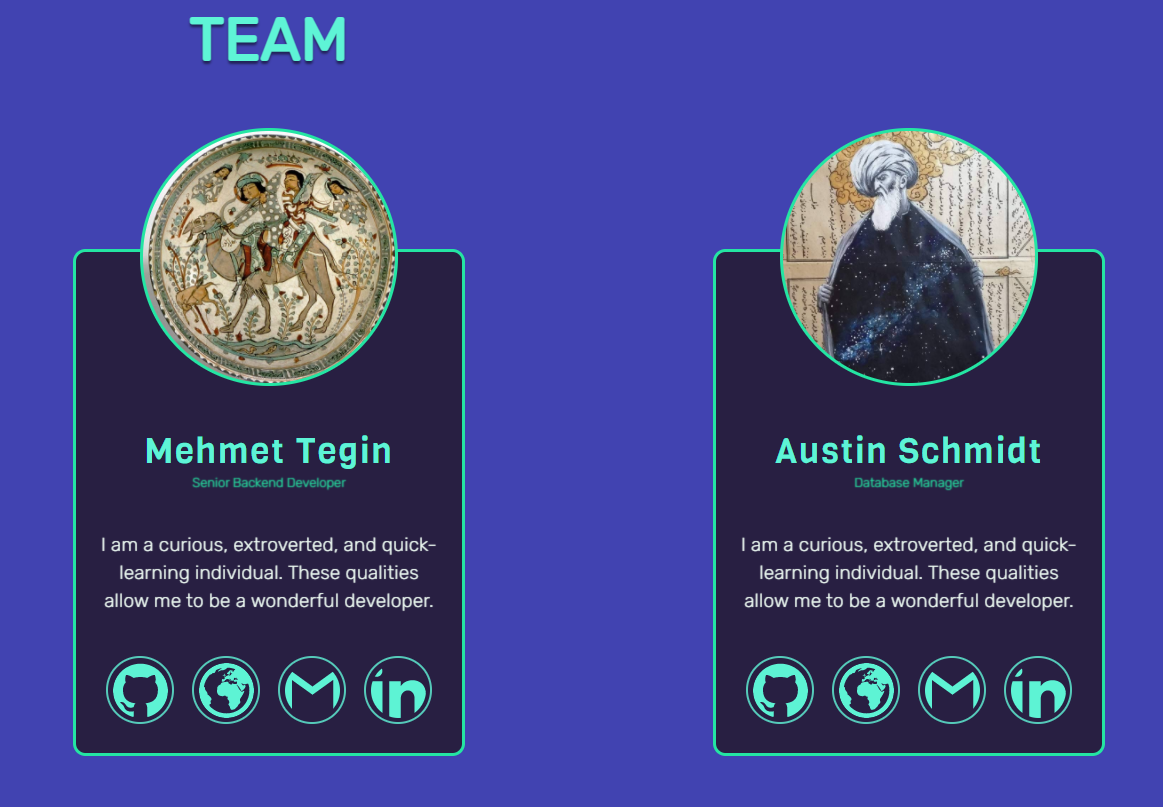 TEAM
Mehmet Tegin
Senior Backend Developer
I am a curious, extroverted, and quick-
learning individual. These qualities
allow me to be a wonderful developer.
in
Austin Schmidt
Database Manager
I am a curious, extroverted, and quick-
learning individual. These qualities
allow me to be a wonderful developer.
in